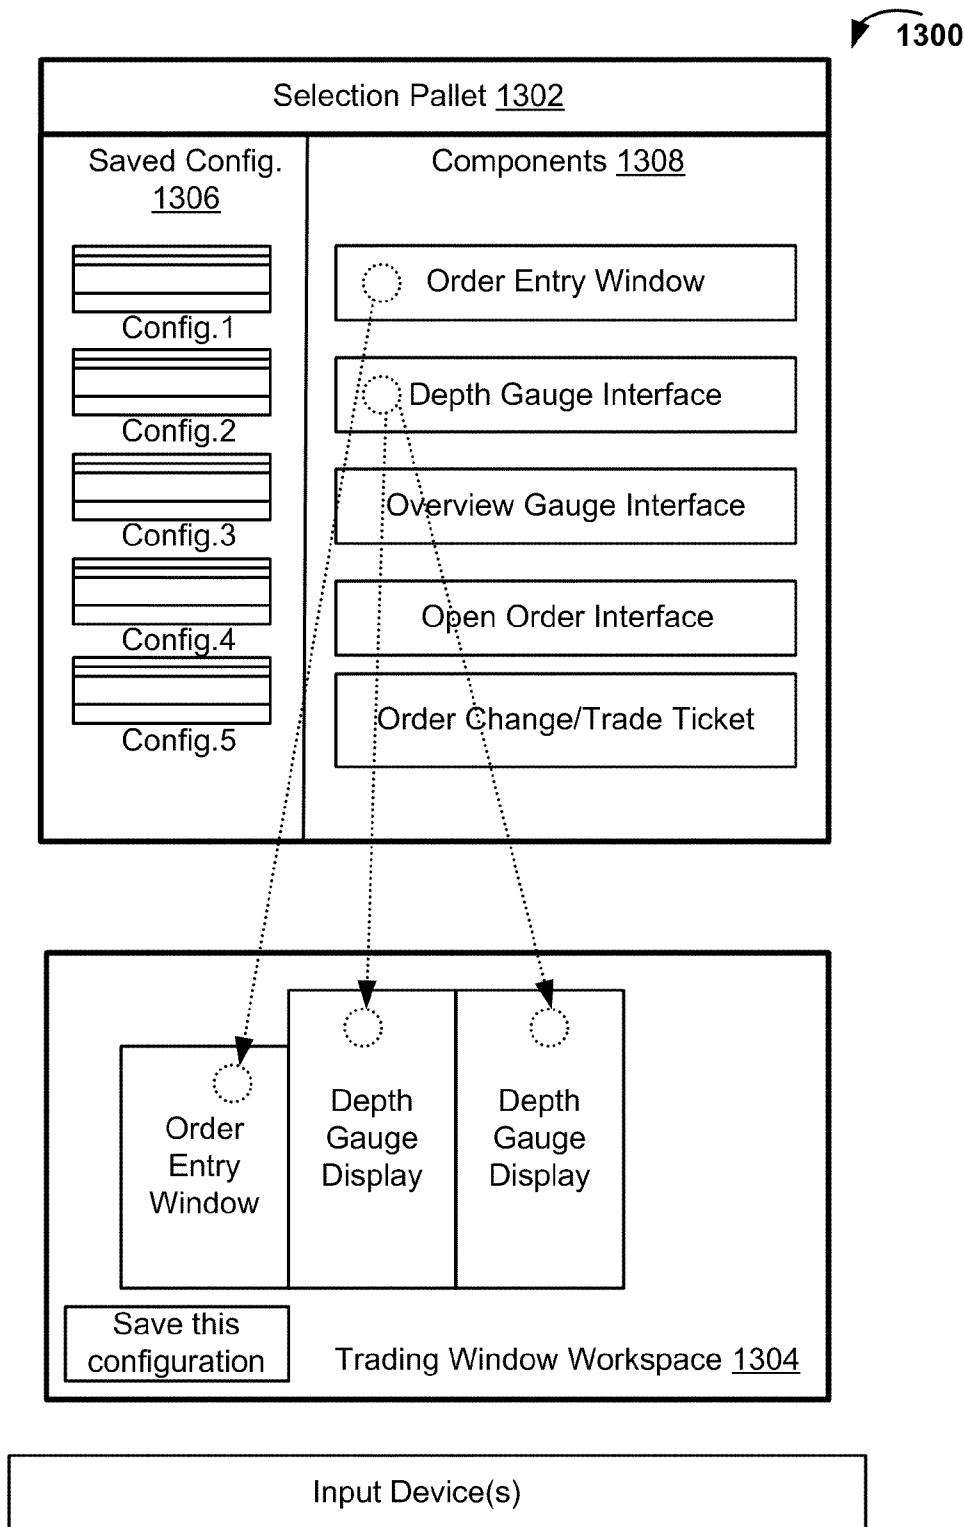 1300
Selection Pallet 1302
Saved Config.
1306
Config.1
Config.2
Config.3
Config.4
Config.5
Components 1308
Order Entry Window
Depth Gauge Interface
Overview Gauge Interface
Open Order Interface
Order Change/Trade Ticket
Order
Entry
Window
Depth
Gauge
Display
Depth
Gauge
Display
Save this
configuration
Trading Window Workspace 1304
Input Device(s)